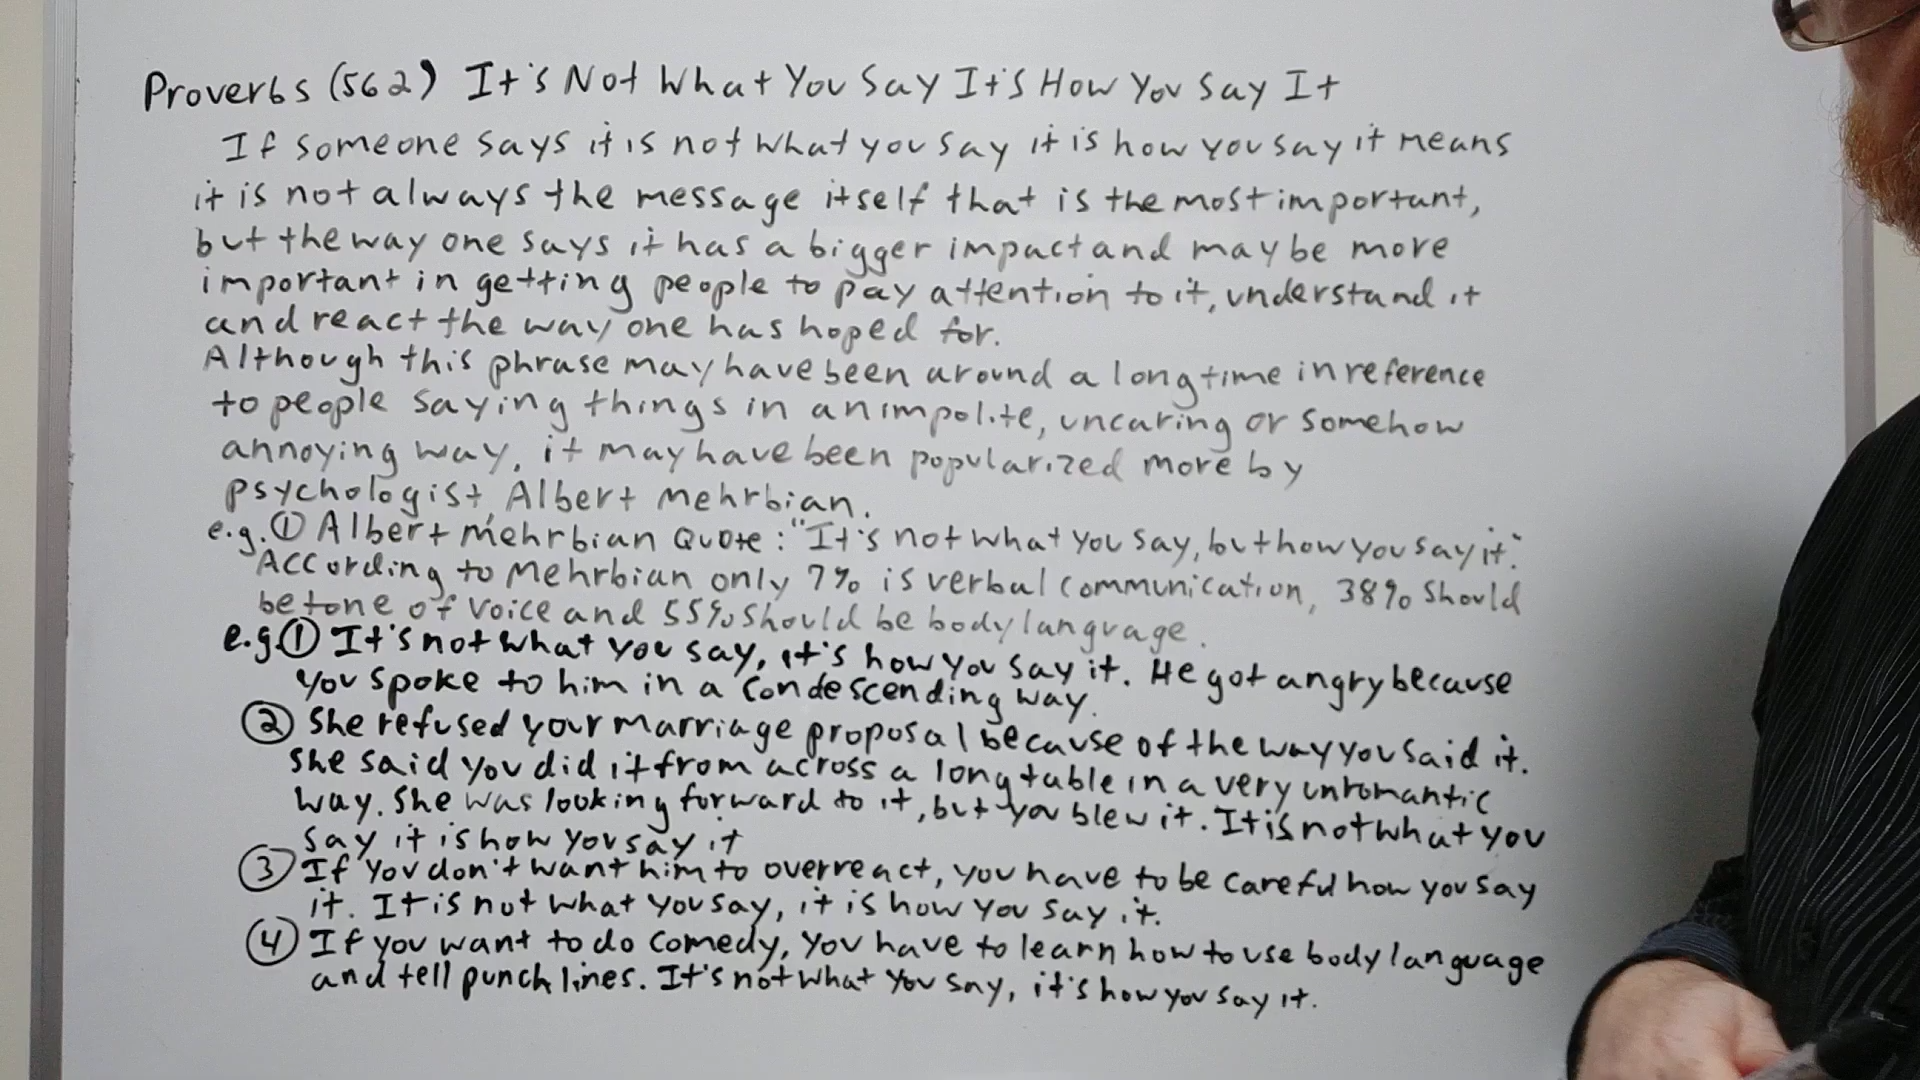 Proverbs (562) It's Not What You Say It's How You Say It
If someone says it is not what you say it is how you say it means
it is not always the message itself that is the most important,
but the way one says it has a bigger impact and may be more
important in getting people to pay attention to it, understand it
and react the way one has hoped for.
Although this phrase may have been around a long time in reference
to people saying things in an impolite, uncaring or somehow
annoying way, it may have been popularized more by
psychologist, Albert Mehrbian.
e.g. ① Albert Mehrbian Quote: "It's not what you say, but how you say it."
According to Mehrbian only 7% is verbal communication, 38% should
be tone of voice and 55% should be body language.
e.g ① It's not what you say, it's how you say it. He got angry because
you spoke to him in a condescending way.
② She refused your marriage proposal because of the way you said it.
She said you did it from across a long table in a very unromantic
way. She was looking forward to it, but you blew it. It is not what you
say it is how you say it
③ If you don't want him to overreact, you have to be careful how you say
it. It is not what you say, it is how you say it.
④ If you want to do comedy, you have to learn how to use body language
and tell punch lines. It's not what you say, it's how you say it.